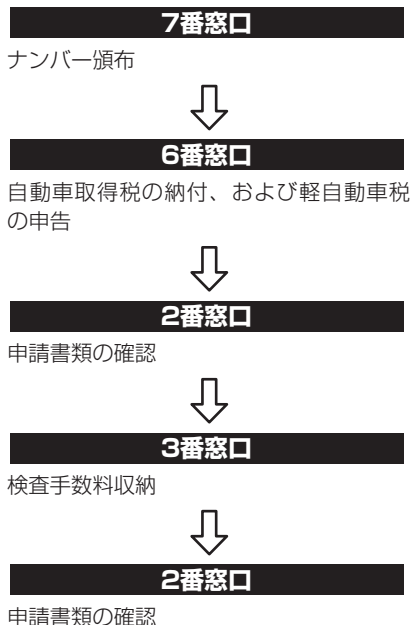 7番窓口
ナンバー頒布
6番窓口
自動車取得税の納付、および軽自動車税
の申告
2番窓口
申請書類の確認
3番窓口
検査手数料収納
2番窓口
申請書類の確認